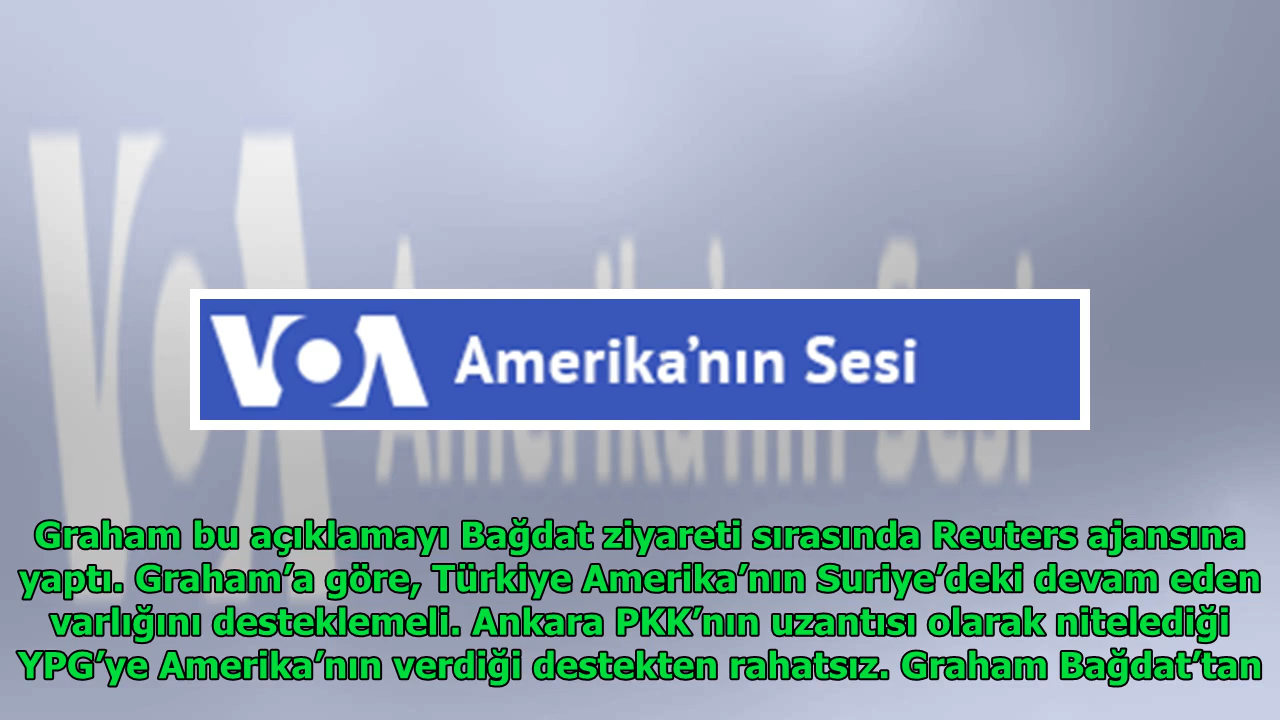 VOA Amerika’nın Sesi
Graham bu açıklamayı Bağdat ziyareti sırasında Reuters ajansına
yaptı. Graham’a göre, Türkiye Amerika’nın Suriye’deki devam eden
varlığını desteklemeli. Ankara PKK’nın uzantısı olarak nitelediği
YPG’ye Amerika’nın verdiği destekten rahatsız. Graham Bağdat’tan